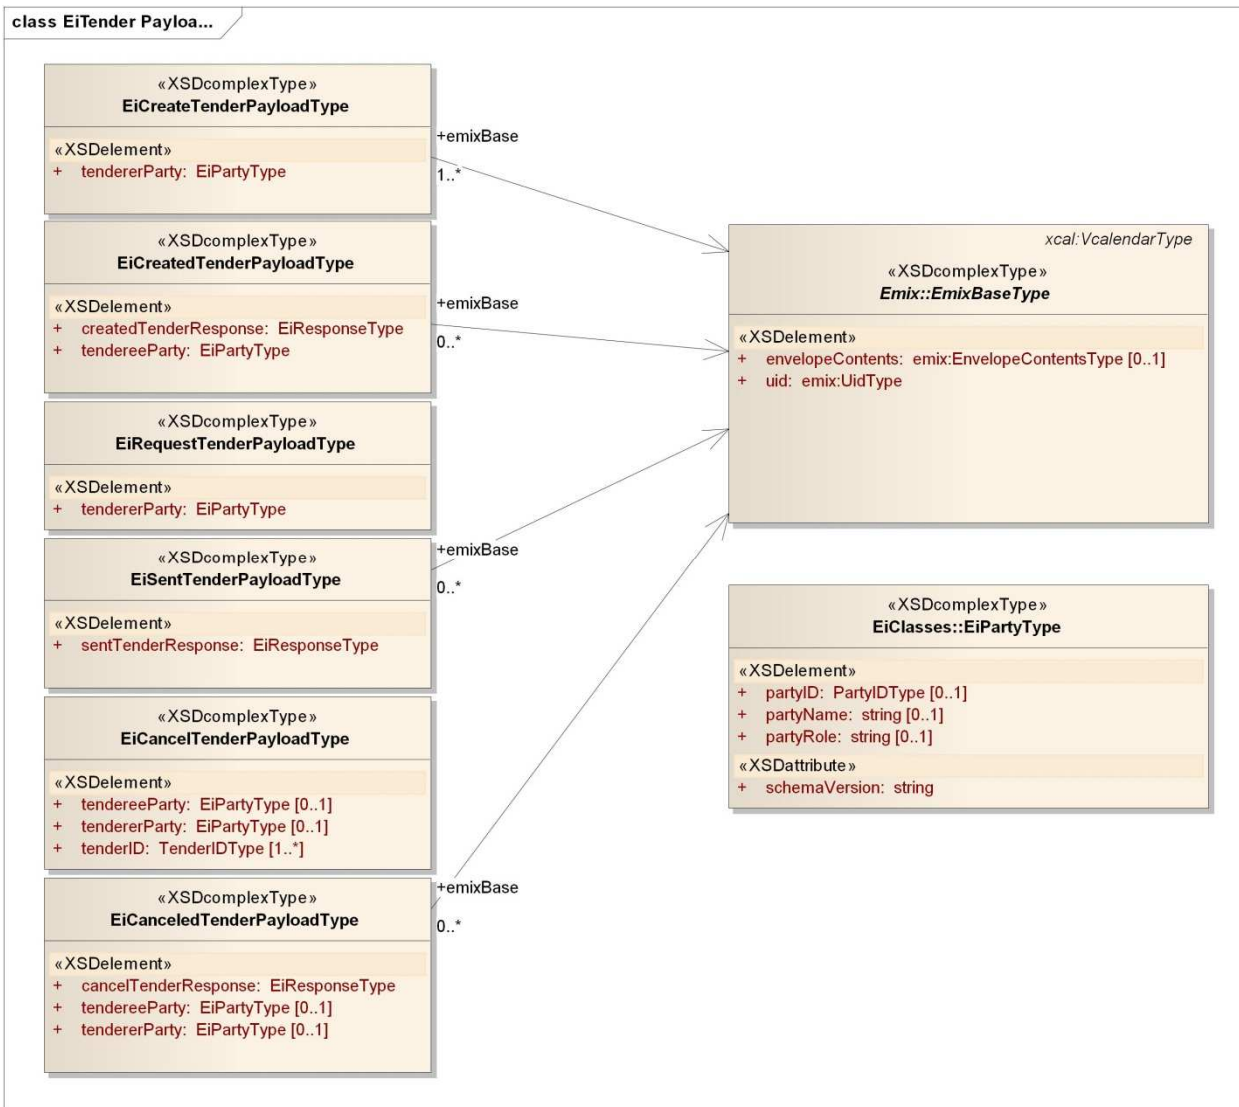 class EiTender Payloa...
«XSDcomplexType»
EiCreateTenderPayloadType
«XSDelement»
+ tendererParty: EiPartyType
+emixBase
1..*
«XSDcomplexType»
EiCreatedTenderPayloadType
«XSDelement»
+ createdTenderResponse: EiResponseType
+ tendereeParty: EiPartyType
+emixBase
0..*
«XSDcomplexType»
EiRequestTenderPayloadType
«XSDelement»
+ tendererParty: EiPartyType
«XSDcomplexType»
EiSentTenderPayloadType
«XSDelement»
+ sentTenderResponse: EiResponseType
+emixBase
0..*
«XSDcomplexType»
EiCancelTenderPayloadType
«XSDelement»
+ tendereeParty: EiPartyType [0..1]
+ tendererParty: EiPartyType [0..1]
+ tenderID: TenderIDType [1..*]
«XSDcomplexType»
EiCanceledTenderPayloadType
«XSDelement»
+ cancelTenderResponse: EiResponseType
+ tendereeParty: EiPartyType [0..1]
+ tendererParty: EiPartyType [0..1]
+emixBase
0..*
xcal:VcalendarType
«XSDcomplexType»
Emix::EmixBaseType
«XSDelement»
+ envelopeContents: emix:EnvelopeContentsType [0..1]
+ uid: emix:UidType
«XSDcomplexType»
EiClasses::EiPartyType
«XSDelement»
+ partyID: PartyIDType [0..1]
+ partyName: string [0..1]
+ partyRole: string [0..1]
«XSDattribute»
+ schemaVersion: string